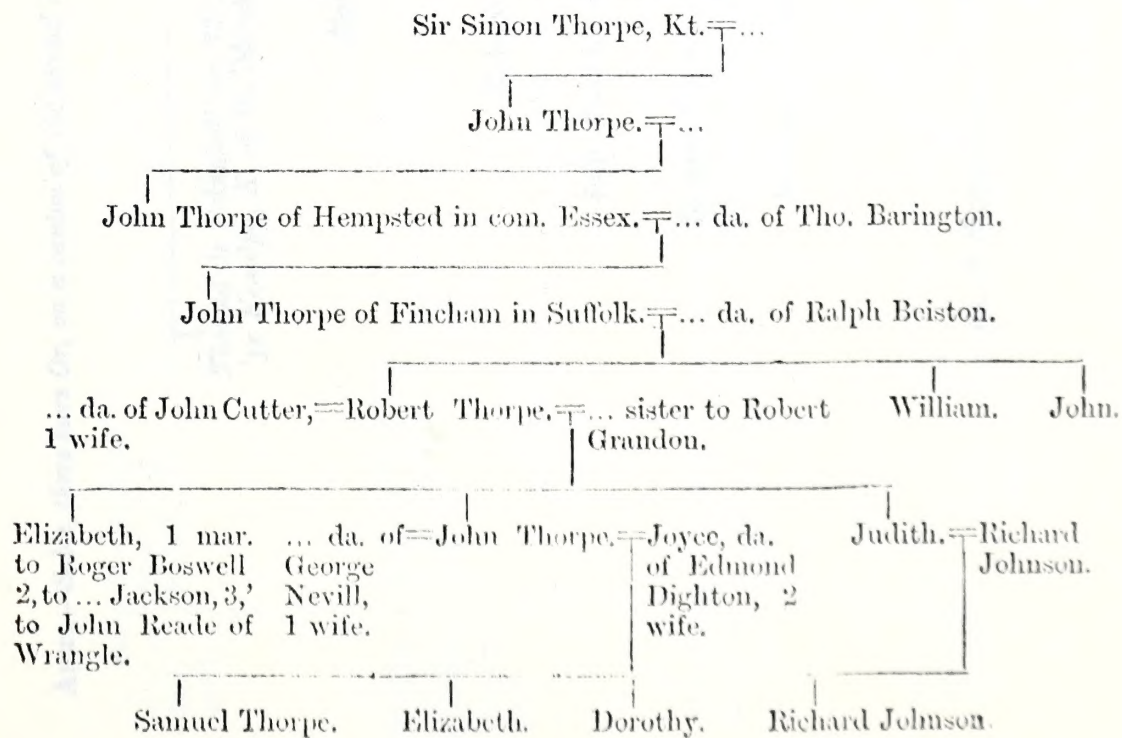 Sir Simon Thorpe, Kt.=...
John Thorpe.=...
John Thorpe of Hempsted in com. Essex.=... da. of Tho. Barington.
John Thorpe of Fincham in Suffolk.=... da. of Ralph Beiston.
... da. of John Cutter,=Robert Thorpe.=... sister to Robert William. John.
1 wife. Grandon.
Elizabeth, 1 mar. ... da. of=John Thorpe.=Joyce, da. Judith.=Richard
to Roger Boswell George of Edmond Johnson.
2, to ... Jackson, 3,' Nevill, Dighton, 2
to John Reade of 1 wife. wife.
Wrangle.
Samuel Thorpe. Elizabeth. Dorothy. Richard Johnson.